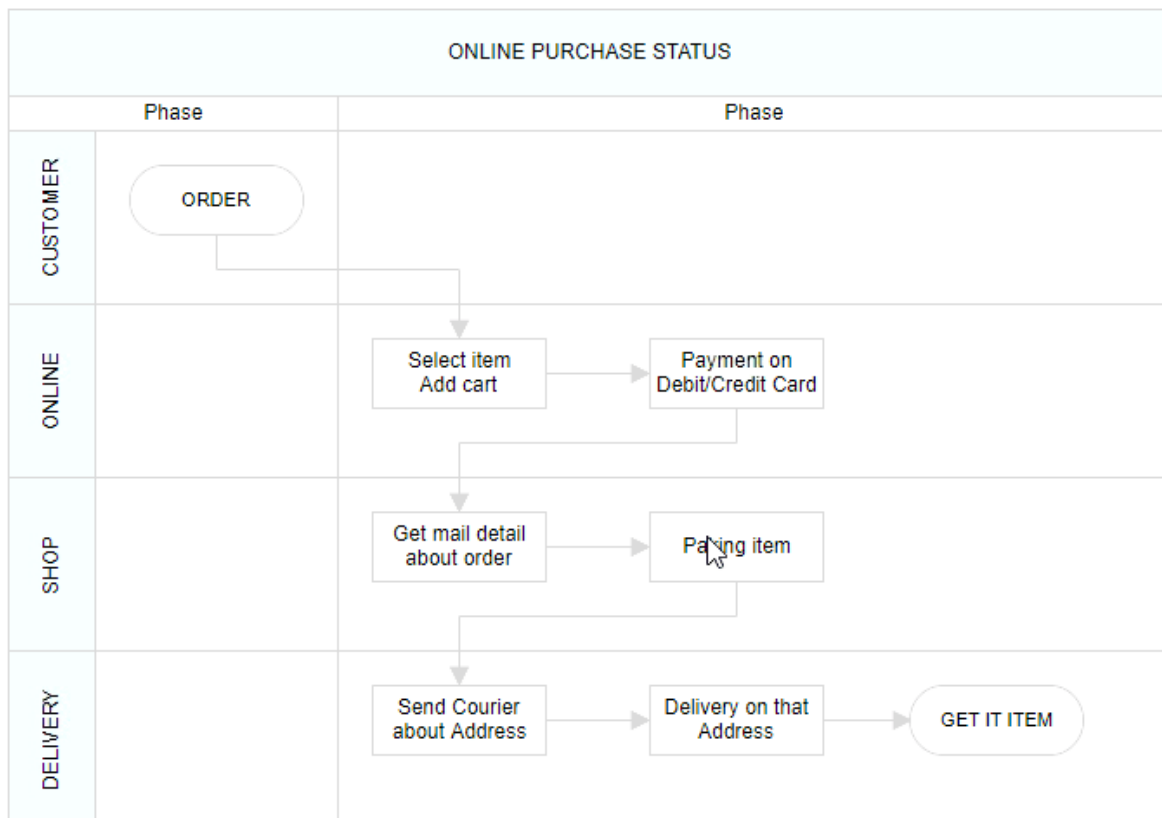 ONLINE PURCHASE STATUS
Phase
Phase
CUSTOMER
ORDER
ONLINE
Select item
Add cart
Payment on
Debit/Credit Card
SHOP
Get mail detail
about order
item
DELIVERY
Send Courier
about Address
Delivery on that
Address
GET IT ITEM